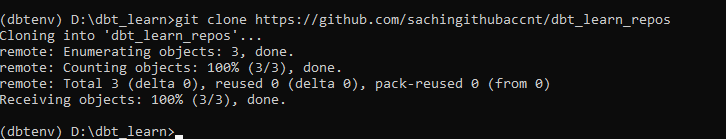 (dbtenv) D:\dbt_learn>git clone https://github.com/sachingithubaccnt/dbt_learn_repos
Cloning into 'dbt_learn_repos'...
remote: Enumerating objects: 3, done.
remote: Counting objects: 100% (3/3), done.
remote: Total 3 (delta 0), reused 0 (delta 0), pack-reused 0 (from 0)
Receiving objects: 100% (3/3), done.
(dbtenv) D:\dbt_learn>